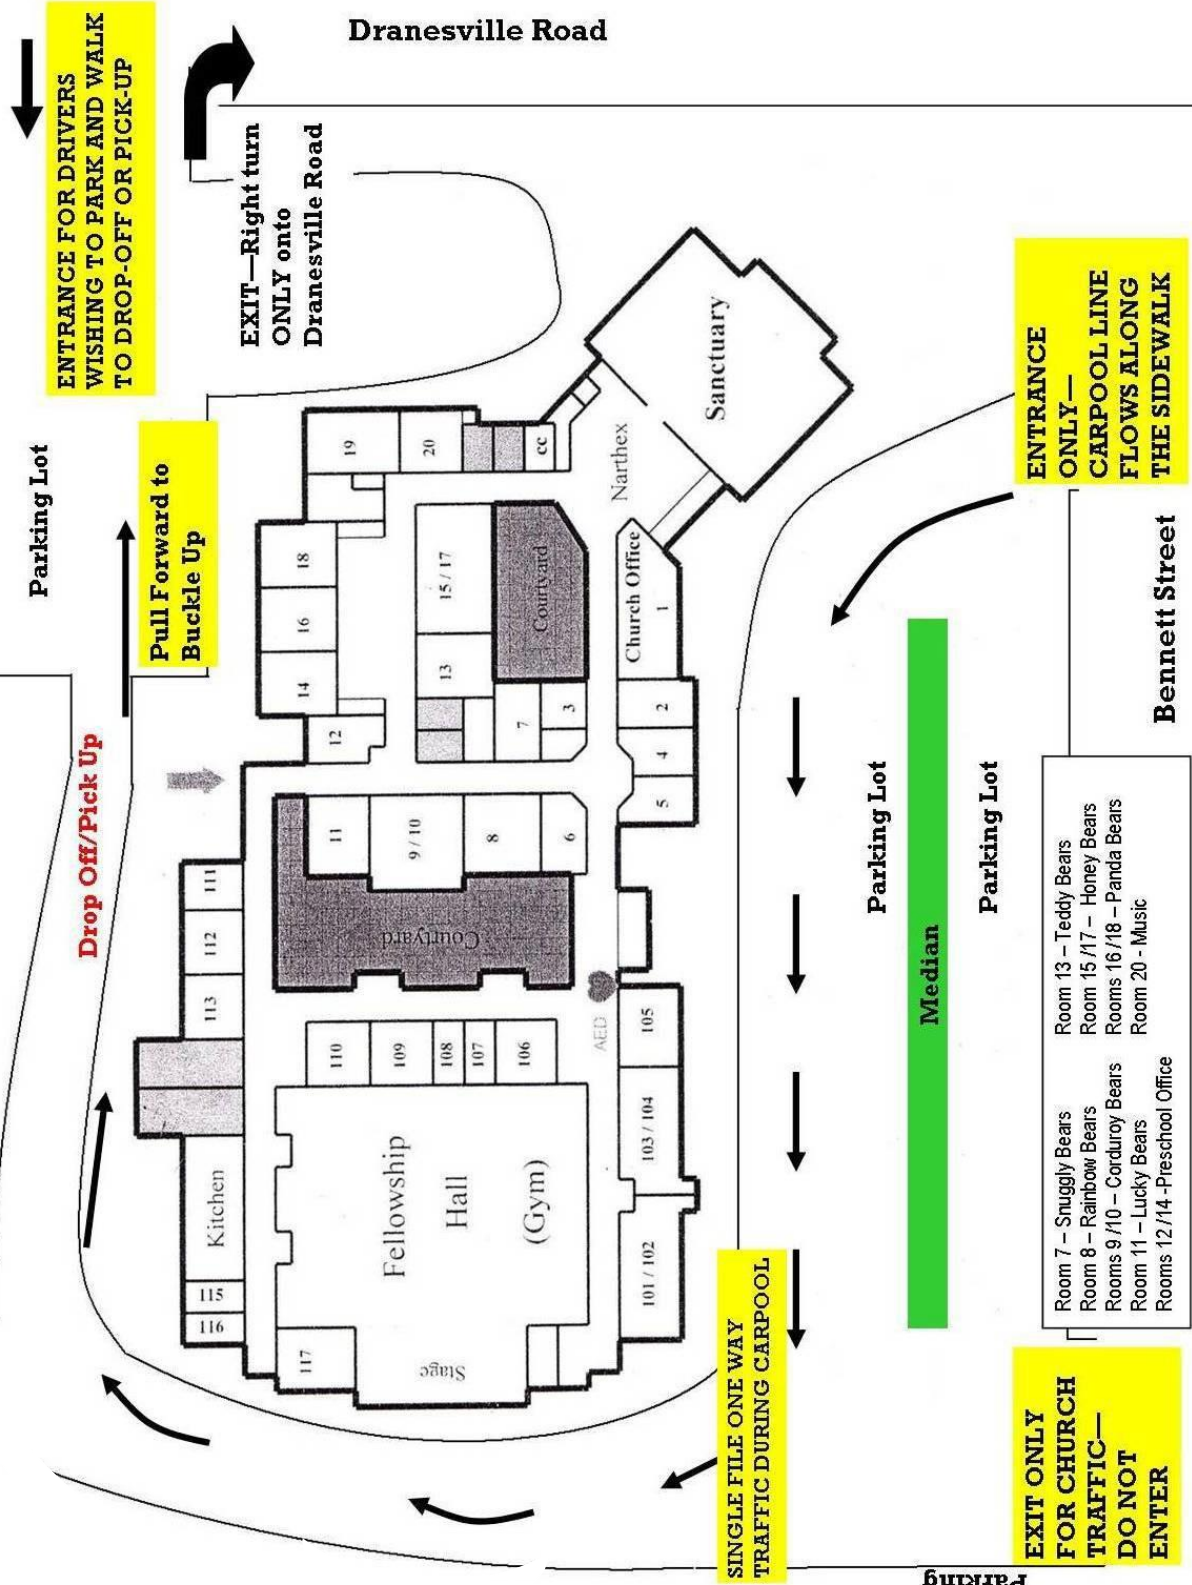 Dranesville Road
ENTRANCE FOR DRIVERS
WISHING TO PARK AND WALK
TO DROP-OFF OR PICK-UP
EXIT—Right turn
ONLY onto
Dranesville Road
Parking Lot
Pull Forward to
Buckle Up
Drop Off/Pick Up
19
20
cc
Narthex
Sanctuary
18
16
14
12
15 / 17
13
Courtyard
7
3
Church Office
1
2
4
5
11
9 / 10
8
6
Courtyard
AED
111
112
113
Kitchen
115
116
117
110
109
108
107
106
105
103 / 104
101 / 102
Fellowship
Hall
(Gym)
Stage
ENTRANCE
ONLY—
CARPOOL LINE
FLOWS ALONG
THE SIDEWALK
Bennett Street
Parking Lot
Median
Parking Lot
SINGLE FILE ONE WAY
TRAFFIC DURING CARPOOL
EXIT ONLY
FOR CHURCH
TRAFFIC—
DO NOT
ENTER
Parking
Room 7 – Snuggly Bears
Room 8 – Rainbow Bears
Rooms 9 /10 – Corduroy Bears
Room 11 – Lucky Bears
Rooms 12 /14 -Preschool Office
Room 13 – Teddy Bears
Room 15 /17 – Honey Bears
Rooms 16 /18 – Panda Bears
Room 20 - Music